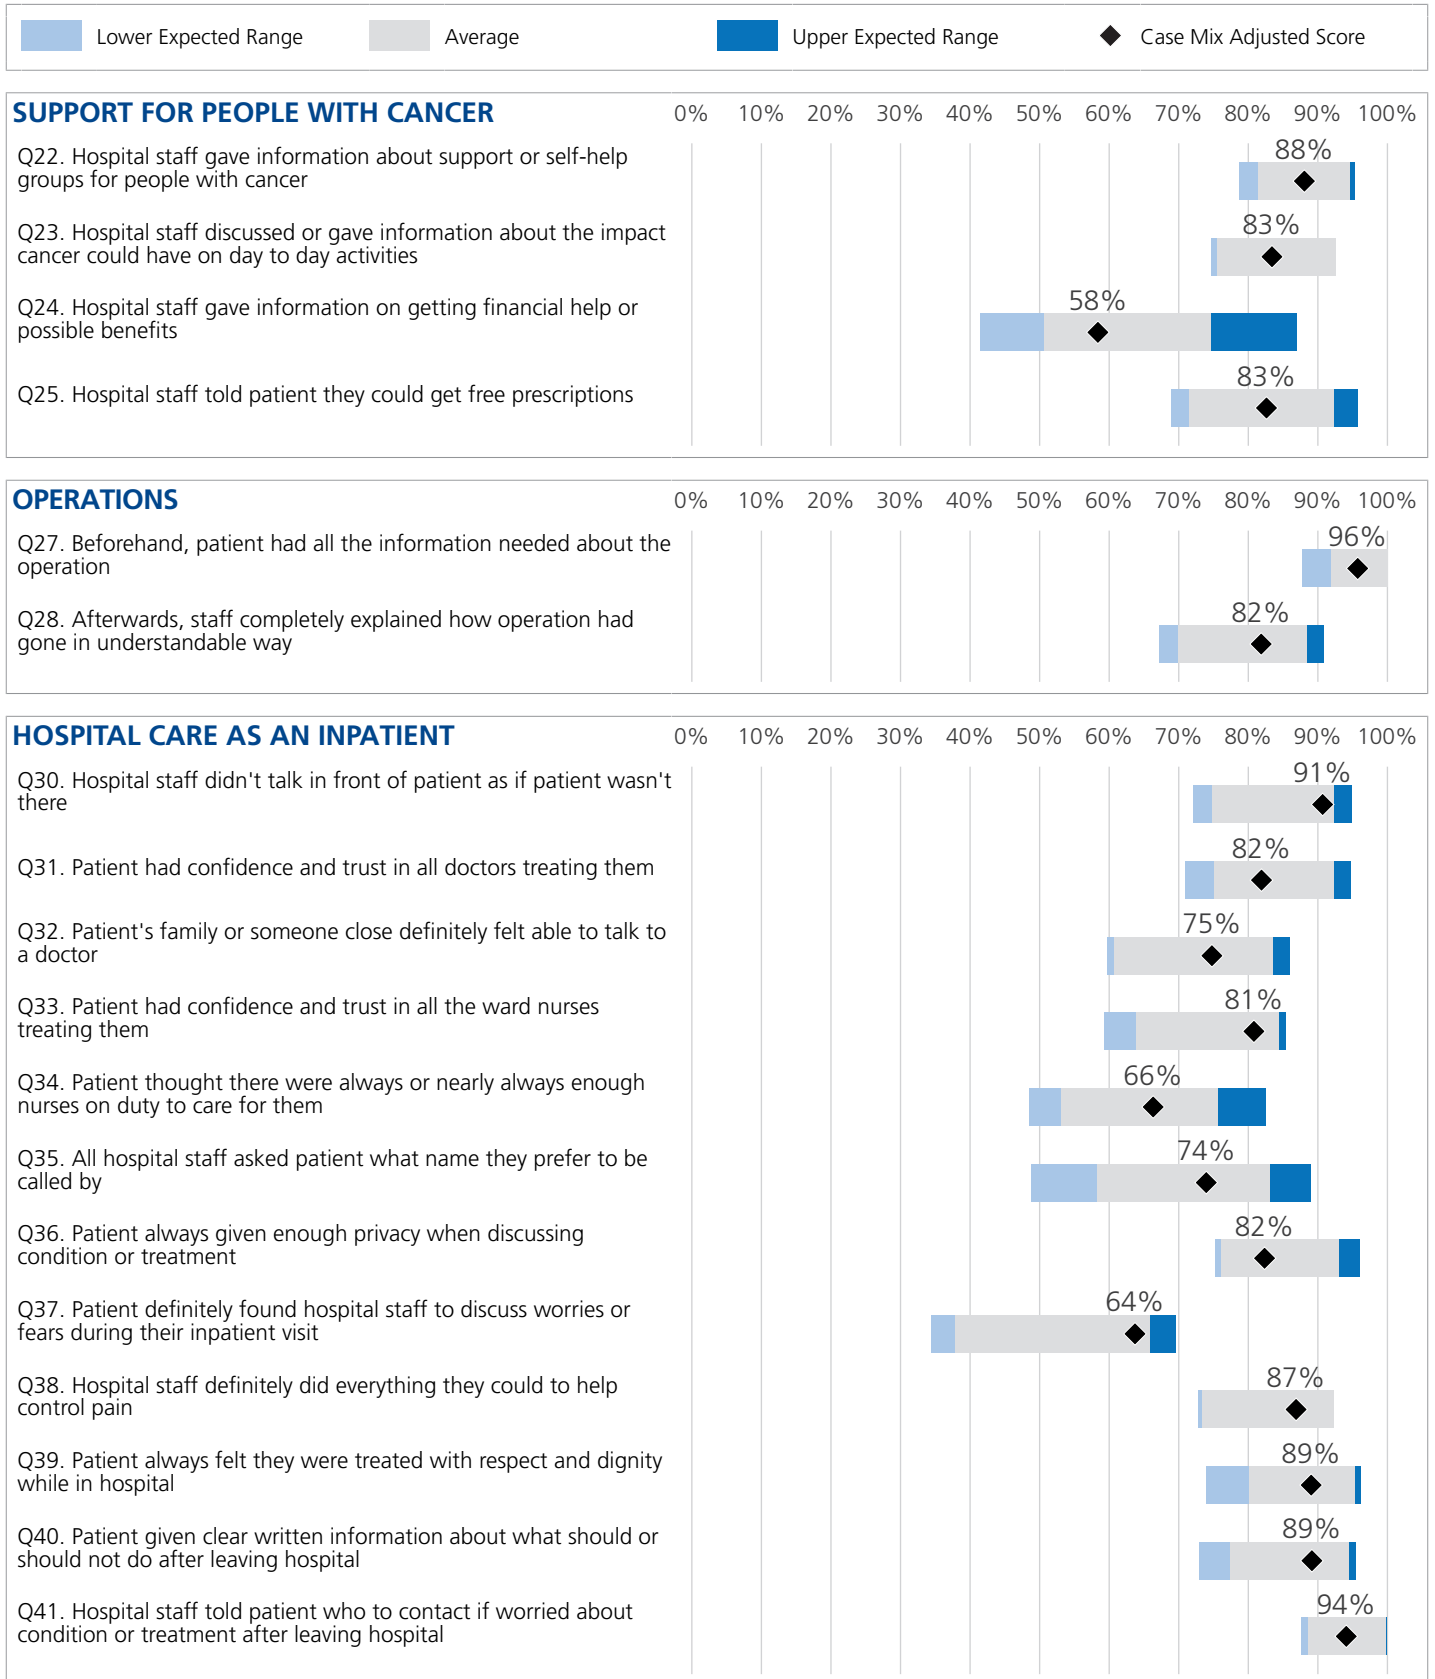 Lower Expected Range Average Upper Expected Range Case Mix Adjusted Score
SUPPORT FOR PEOPLE WITH CANCER 0% 10% 20% 30% 40% 50% 60% 70% 80% 90% 100%
Q22. Hospital staff gave information about support or self-help
groups for people with cancer
88%
Q23. Hospital staff discussed or gave information about the impact
cancer could have on day to day activities
83%
Q24. Hospital staff gave information on getting financial help or
possible benefits
58%
Q25. Hospital staff told patient they could get free prescriptions
83%
OPERATIONS 0% 10% 20% 30% 40% 50% 60% 70% 80% 90% 100%
Q27. Beforehand, patient had all the information needed about the
operation
96%
Q28. Afterwards, staff completely explained how operation had
gone in understandable way
82%
HOSPITAL CARE AS AN INPATIENT 0% 10% 20% 30% 40% 50% 60% 70% 80% 90% 100%
Q30. Hospital staff didn't talk in front of patient as if patient wasn't
there
91%
Q31. Patient had confidence and trust in all doctors treating them
82%
Q32. Patient's family or someone close definitely felt able to talk to
a doctor
75%
Q33. Patient had confidence and trust in all the ward nurses
treating them
81%
Q34. Patient thought there were always or nearly always enough
nurses on duty to care for them
66%
Q35. All hospital staff asked patient what name they prefer to be
called by
74%
Q36. Patient always given enough privacy when discussing
condition or treatment
82%
Q37. Patient definitely found hospital staff to discuss worries or
fears during their inpatient visit
64%
Q38. Hospital staff definitely did everything they could to help
control pain
87%
Q39. Patient always felt they were treated with respect and dignity
while in hospital
89%
Q40. Patient given clear written information about what should or
should not do after leaving hospital
89%
Q41. Hospital staff told patient who to contact if worried about
condition or treatment after leaving hospital
94%